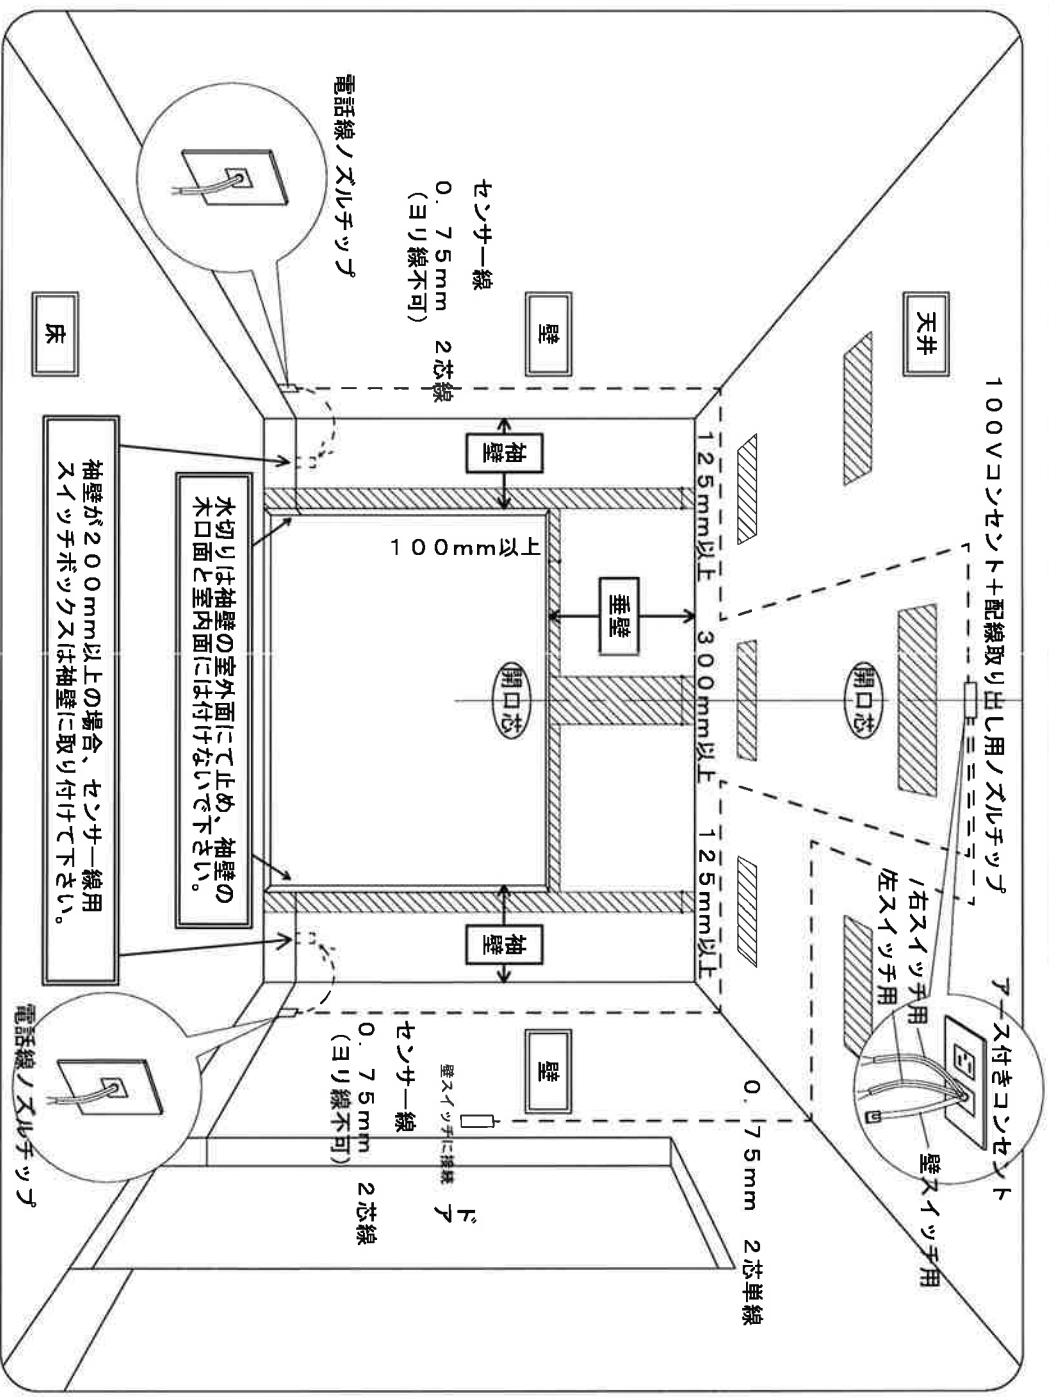 100Vコンセント+配線取り出し用ノズルチップ
アース付きコンセント
天井
右スイッチ用
左スイッチ用
壁スイッチ用
開口芯
0.75mm 2芯単線
125mm以上
300mm以上
125mm以上
垂壁
壁
壁
センサー線
0.75mm 2芯線
(ヨリ線不可)
袖壁
袖壁
100mm以上
開口芯
壁スイッチに接続
ドア
センサー線
0.75mm 2芯線
(ヨリ線不可)
電話線ノズルチップ
水切りは袖壁の室外面にて止め、袖壁の
木口面と室内面には付けないで下さい。
床
袖壁が200mm以上の場合、センサー線用
スイッチボックスは袖壁に取り付けて下さい。
電話線ノズルチップ